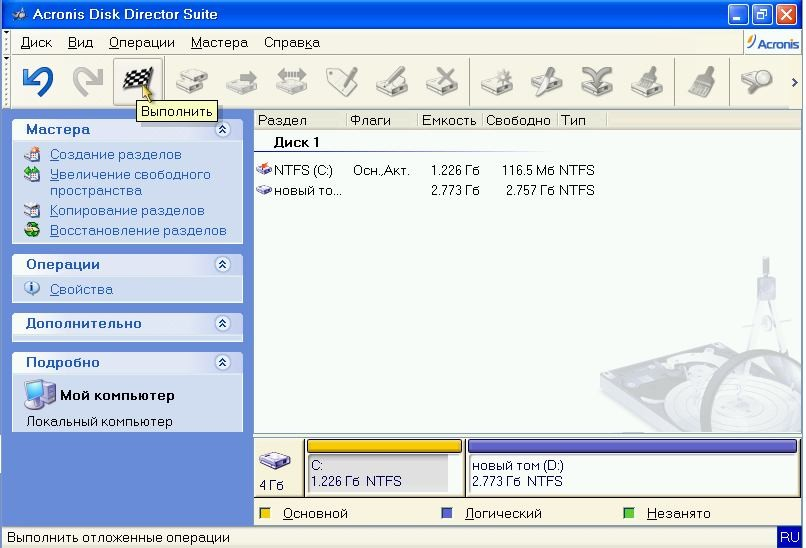 Acronis Disk Director Suite
Диск Вид Операции Мастера Справка
Acronis
Выполнить
Мастера
Создание разделов
Увеличение свободного
пространства
Копирование разделов
Восстановление разделов
Операции
Свойства
Дополнительно
Подробно
Мой компьютер
Локальный компьютер
Раздел Флаги Емкость Свободно Тип
Диск 1
NTFS (C:) Осн.,Акт. 1.226 Гб 116.5 Мб NTFS
новый то... 2.773 Гб 2.757 Гб NTFS
4 Гб
C:
1.226 Гб NTFS
новый том (D:)
2.773 Гб NTFS
Основной Логический Незанято
Выполнить отложенные операции
RU